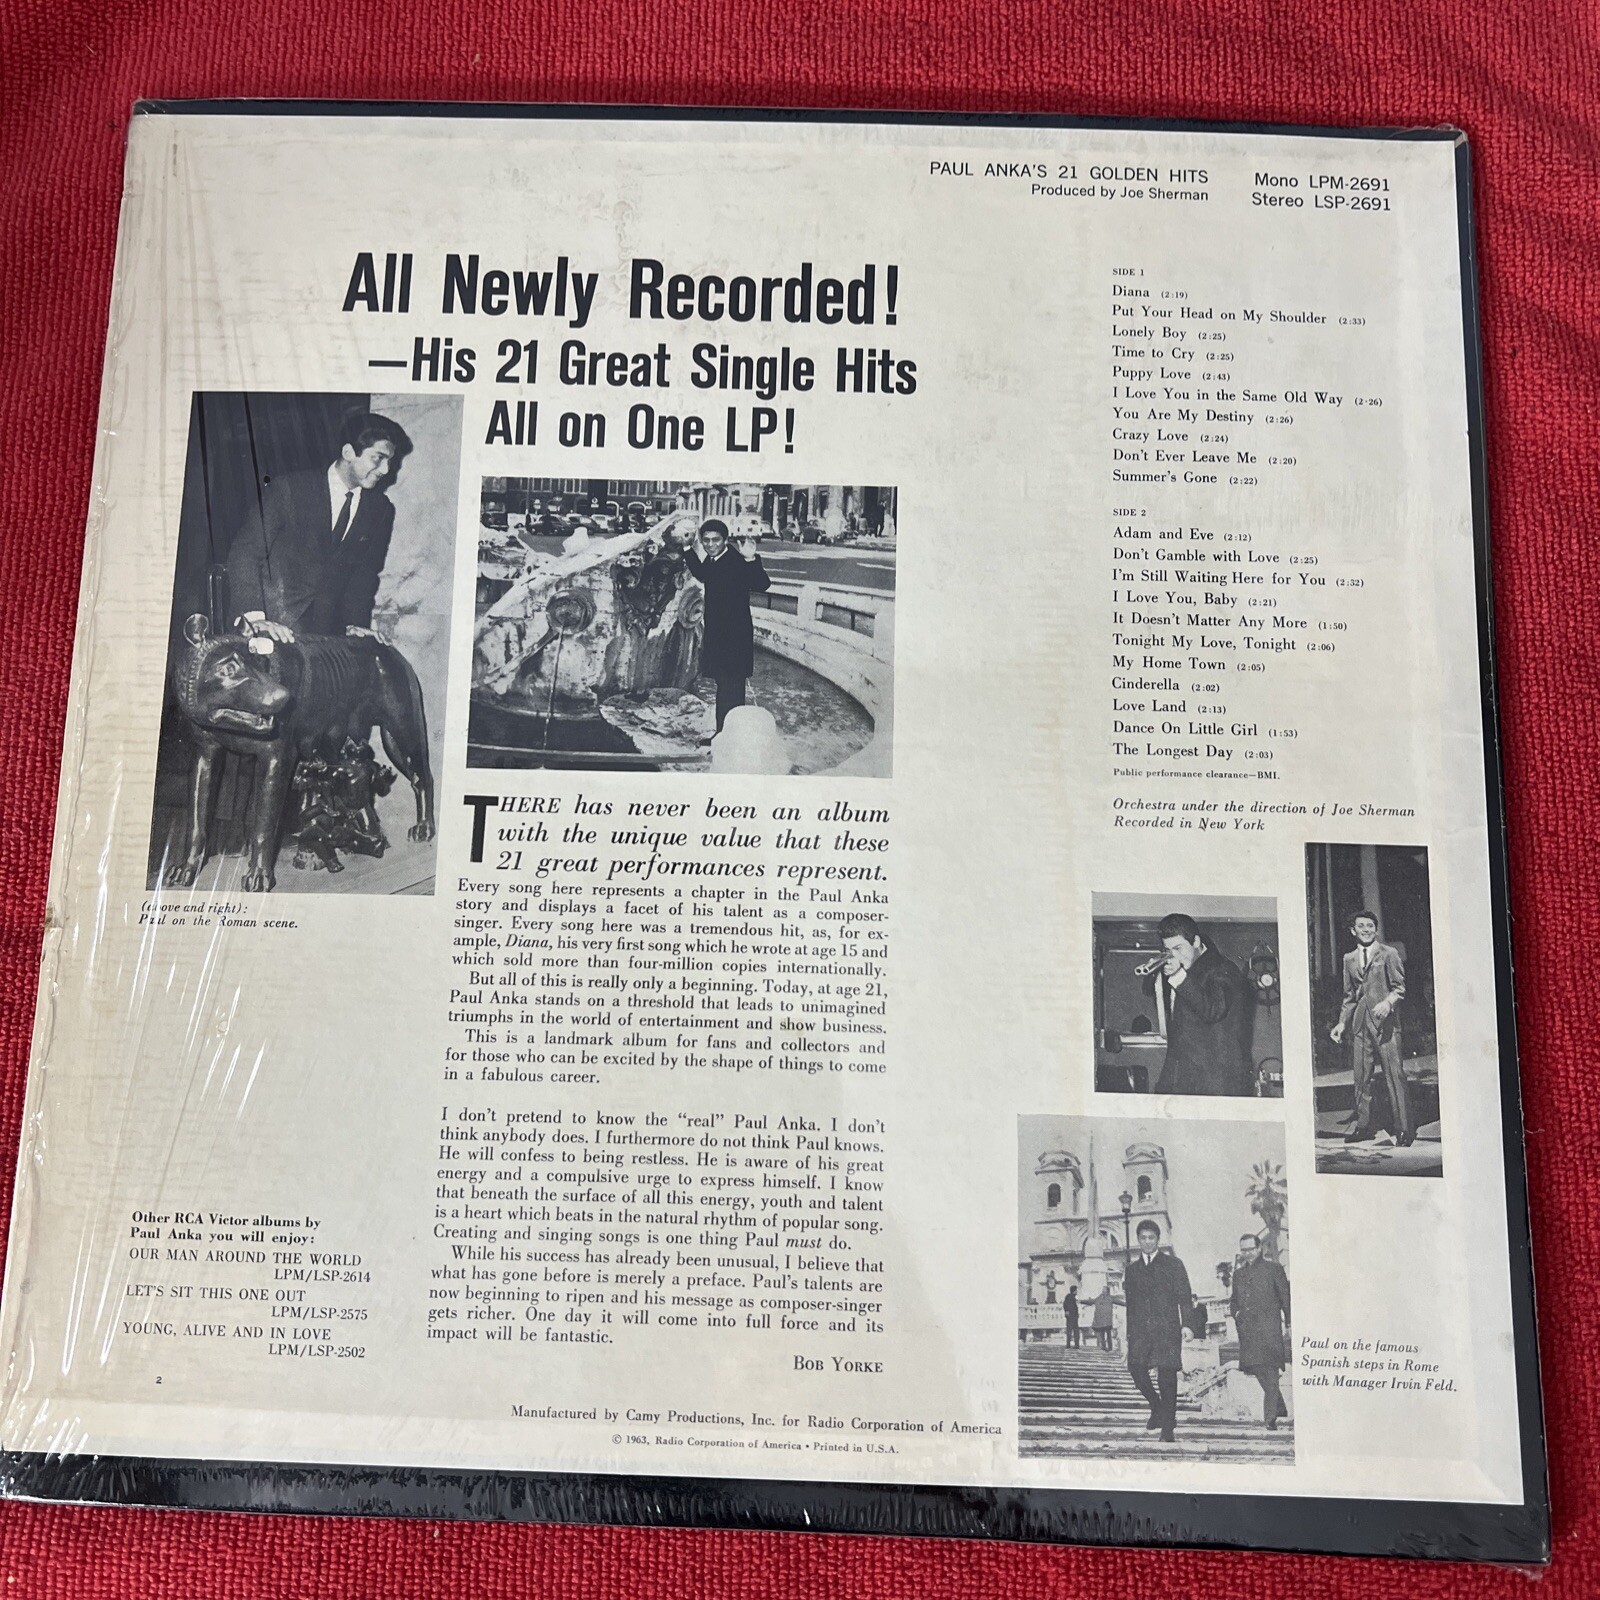 PAUL ANKA'S 21 GOLDEN HITS
Produced by Joe Sherman
Mono LPM-2691
Stereo LSP-2691
All Newly Recorded!
—His 21 Great Single Hits
All on One LP!
SIDE 1
Diana (2:19)
Put Your Head on My Shoulder (2:33)
Lonely Boy (2:25)
Time to Cry (2:25)
Puppy Love (2:43)
I Love You in the Same Old Way (2:26)
You Are My Destiny (2:26)
Crazy Love (2:24)
Don't Ever Leave Me (2:20)
Summer's Gone (2:22)
SIDE 2
Adam and Eve (2:12)
Don't Gamble with Love (2:25)
I'm Still Waiting Here for You (2:32)
I Love You, Baby (2:21)
It Doesn't Matter Any More (1:50)
Tonight My Love, Tonight (2:06)
My Home Town (2:05)
Cinderella (2:02)
Love Land (2:13)
Dance On Little Girl (1:53)
The Longest Day (2:03)
Public performance clearance—BMI.
Orchestra under the direction of Joe Sherman
Recorded in New York
(above and right):
Paul on the Roman scene.
THERE has never been an album
with the unique value that these
21 great performances represent.
Every song here represents a chapter in the Paul Anka
story and displays a facet of his talent as a composer-
singer. Every song here was a tremendous hit, as, for ex-
ample, Diana, his very first song which he wrote at age 15 and
which sold more than four-million copies internationally.
But all of this is really only a beginning. Today, at age 21,
Paul Anka stands on a threshold that leads to unimagined
triumphs in the world of entertainment and show business.
This is a landmark album for fans and collectors and
for those who can be excited by the shape of things to come
in a fabulous career.
I don't pretend to know the "real" Paul Anka. I don't
think anybody does. I furthermore do not think Paul knows.
He will confess to being restless. He is aware of his great
energy and a compulsive urge to express himself. I know
that beneath the surface of all this energy, youth and talent
is a heart which beats in the natural rhythm of popular song.
Creating and singing songs is one thing Paul must do.
While his success has already been unusual, I believe that
what has gone before is merely a preface. Paul's talents are
now beginning to ripen and his message as composer-singer
gets richer. One day it will come into full force and its
impact will be fantastic.
BOB YORKE
Other RCA Victor albums by
Paul Anka you will enjoy:
OUR MAN AROUND THE WORLD
LPM/LSP-2614
LET'S SIT THIS ONE OUT
LPM/LSP-2575
YOUNG, ALIVE AND IN LOVE
LPM/LSP-2502
2
Paul on the famous
Spanish steps in Rome
with Manager Irvin Feld.
Manufactured by Camy Productions, Inc. for Radio Corporation of America
© 1963, Radio Corporation of America • Printed in U.S.A.